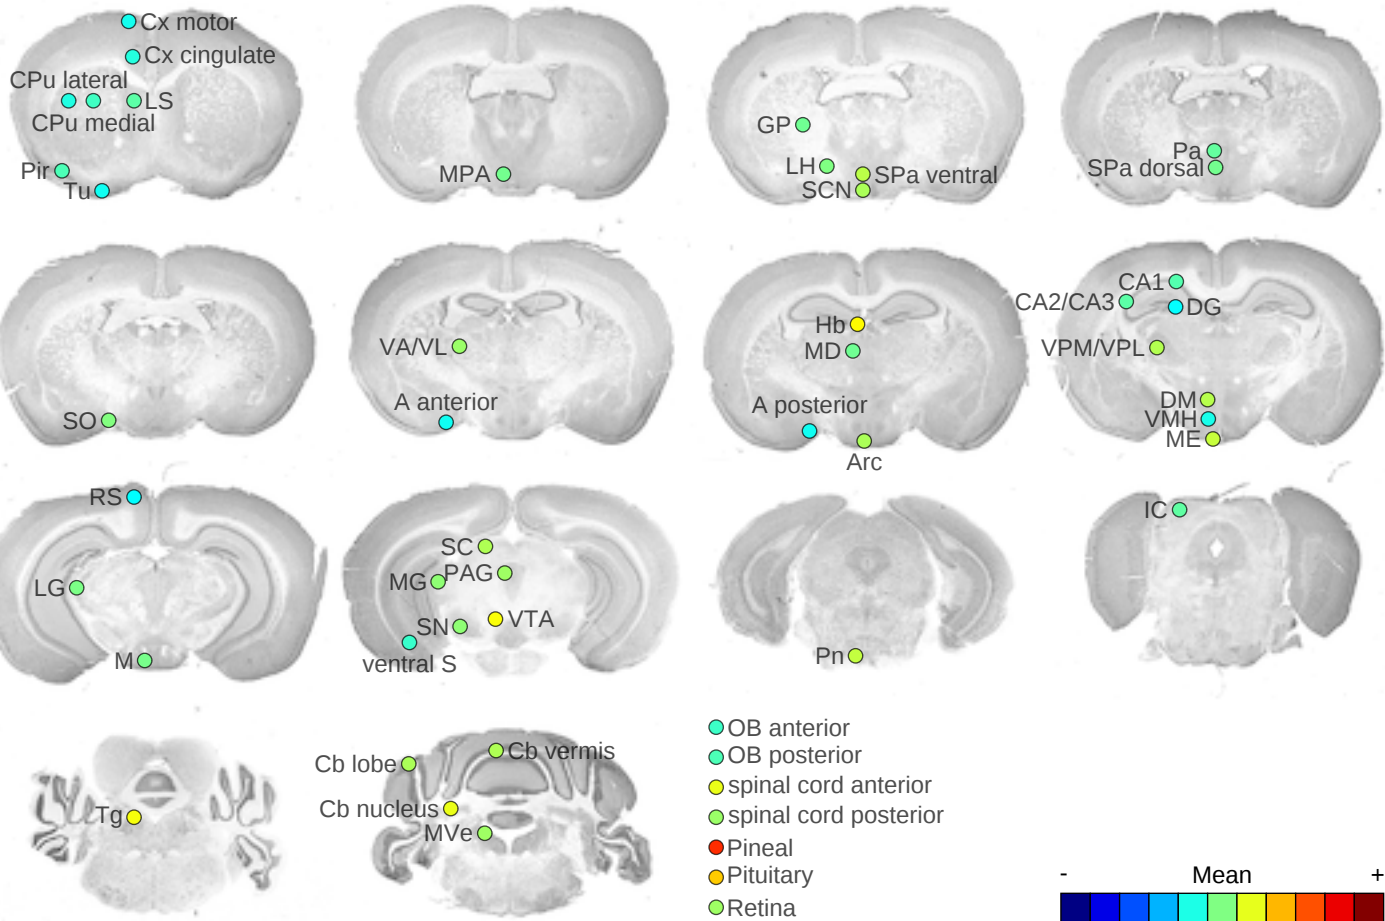 Cx motor
Cx cingulate
CPu lateral
LS
CPu medial
Pir
Tu
MPA
GP
LH
SPa ventral
SCN
Pa
SPa dorsal
SO
VA/VL
A anterior
Hb
MD
A posterior
Arc
CA1
CA2/CA3
DG
VPM/VPL
DM
VMH
ME
RS
LG
M
SC
MG
PAG
SN
VTA
ventral S
Pn
IC
Tg
Cb lobe
Cb vermis
Cb nucleus
MVe
OB anterior
OB posterior
spinal cord anterior
spinal cord posterior
Pineal
Pituitary
Retina
- Mean +